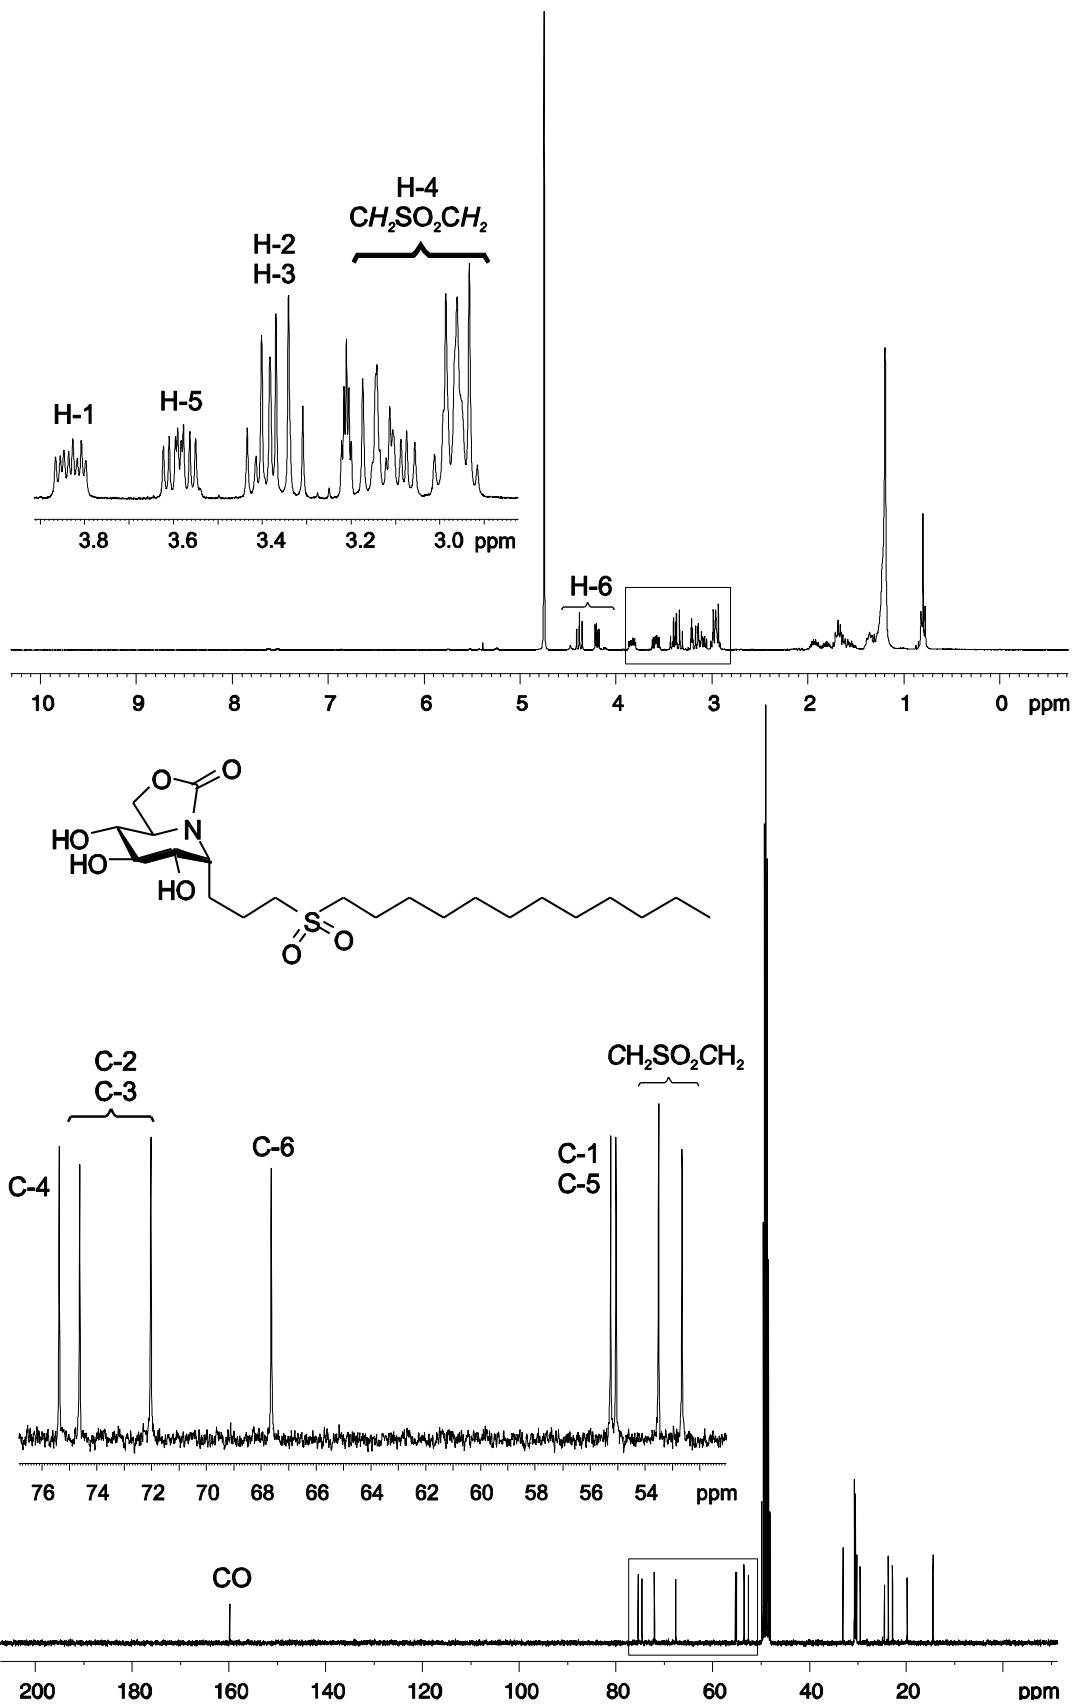 H-4
CH₂SO₂CH₂
H-2
H-3
H-1
H-5
3.8 3.6 3.4 3.2 3.0 ppm
H-6
10 9 8 7 6 5 4 3 2 1 0 ppm
O
O
N
HO
HO
HO
S
O
O
CH₂SO₂CH₂
C-2
C-3
C-4
C-6
C-1
C-5
76 74 72 70 68 66 64 62 60 58 56 54 ppm
CO
200 180 160 140 120 100 80 60 40 20 ppm